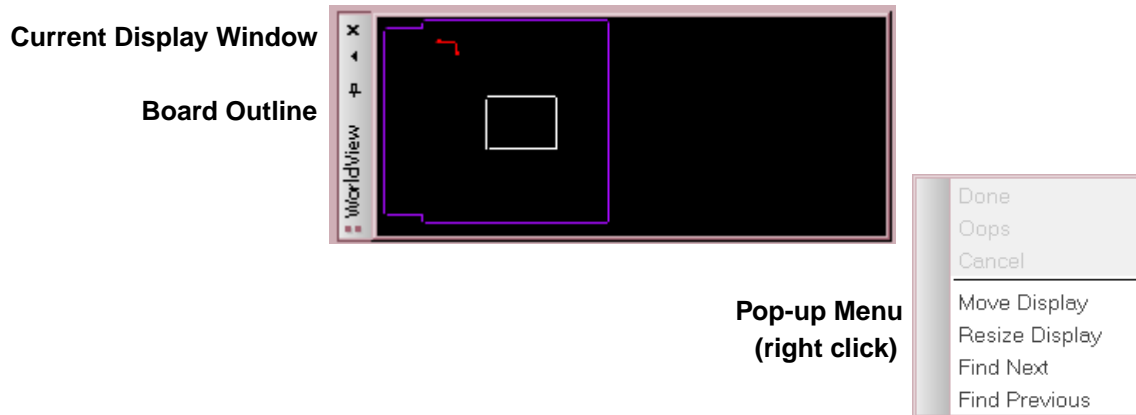 Current Display Window
Board Outline
WorldView
Done
Oops
Cancel
Pop-up Menu
(right click)
Move Display
Resize Display
Find Next
Find Previous